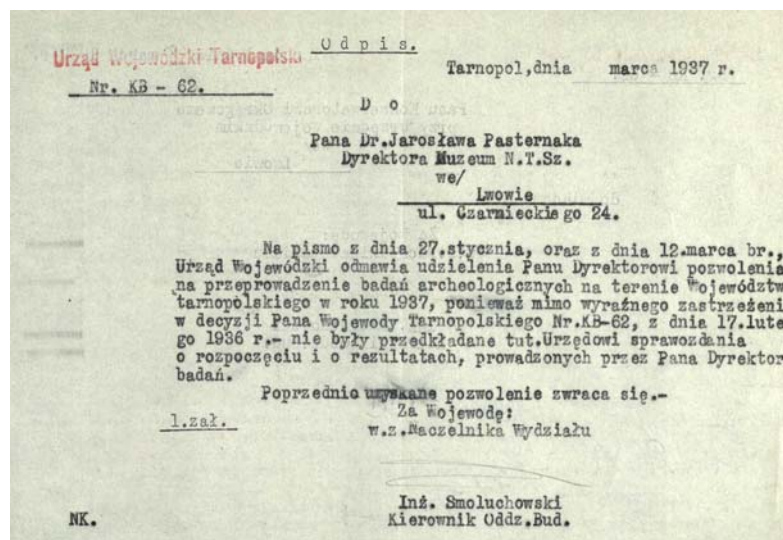 O d p i s.
Urząd Wojewódzki Tarnopolski
Tarnopol,dnia marca 1937 r.
Nr. KB - 62.
D o
Pana Dr.Jarosława Pasternaka
Dyrektora Muzeum N.T.Sz.
we/
Lwowie
ul. Czarnieckiego 24.
Na pismo z dnia 27.stycznia, oraz z dnia 12.marca br.,
Urząd Wojewódzki odmawia udzielenia Panu Dyrektorowi pozwolenia
na przeprowadzenie badań archeologicznych na terenie Województw
tarnopolskiego w roku 1937, ponieważ mimo wyraźnego zastrzeżeni
w decyzji Pana Wojewody Tarnopolskiego Nr.KB-62, z dnia 17.lute
go 1936 r.- nie były przedkładane tut.Urzędowi sprawozdania
o rozpoczęciu i o rezultatach, prowadzonych przez Pana Dyrektor
badań.
Poprzednio uzyskane pozwolenie zwraca się.-
Za Wojewodę:
1.zał.
w.z.Naczelnika Wydziału
Inż. Smoluchowski
NK.
Kierownik Oddz.Bud.